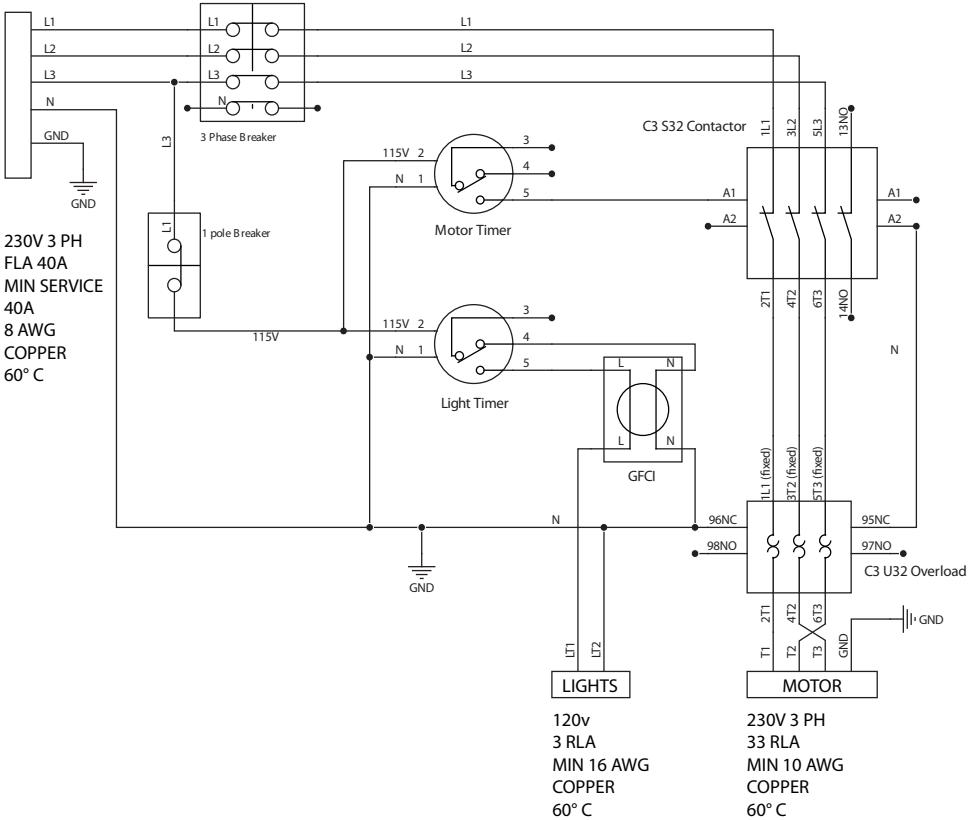 L1
L1
L1
L2
L2
L2
L3
L3
L3
N
N
GND
GND
3 Phase Breaker
L3
L1
1 pole Breaker
230V 3 PH
FLA 40A
MIN SERVICE
40A
8 AWG
COPPER
60° C
115V
115V 2
N 1
3
4
5
Motor Timer
115V 2
N 1
3
4
5
Light Timer
L
N
L
N
GFCI
C3 S32 Contactor
1L1
3L2
5L3
13NO
A1
A2
A1
A2
2T1
4T2
6T3
14NO
N
1L1 (fixed)
3T2 (fixed)
5T3 (fixed)
N
96NC
98NO
95NC
97NO
C3 U32 Overload
GND
2T1
4T2
6T3
T1
T2
T3
GND
GND
LT1
LT2
LIGHTS
120v
3 RLA
MIN 16 AWG
COPPER
60° C
MOTOR
230V 3 PH
33 RLA
MIN 10 AWG
COPPER
60° C